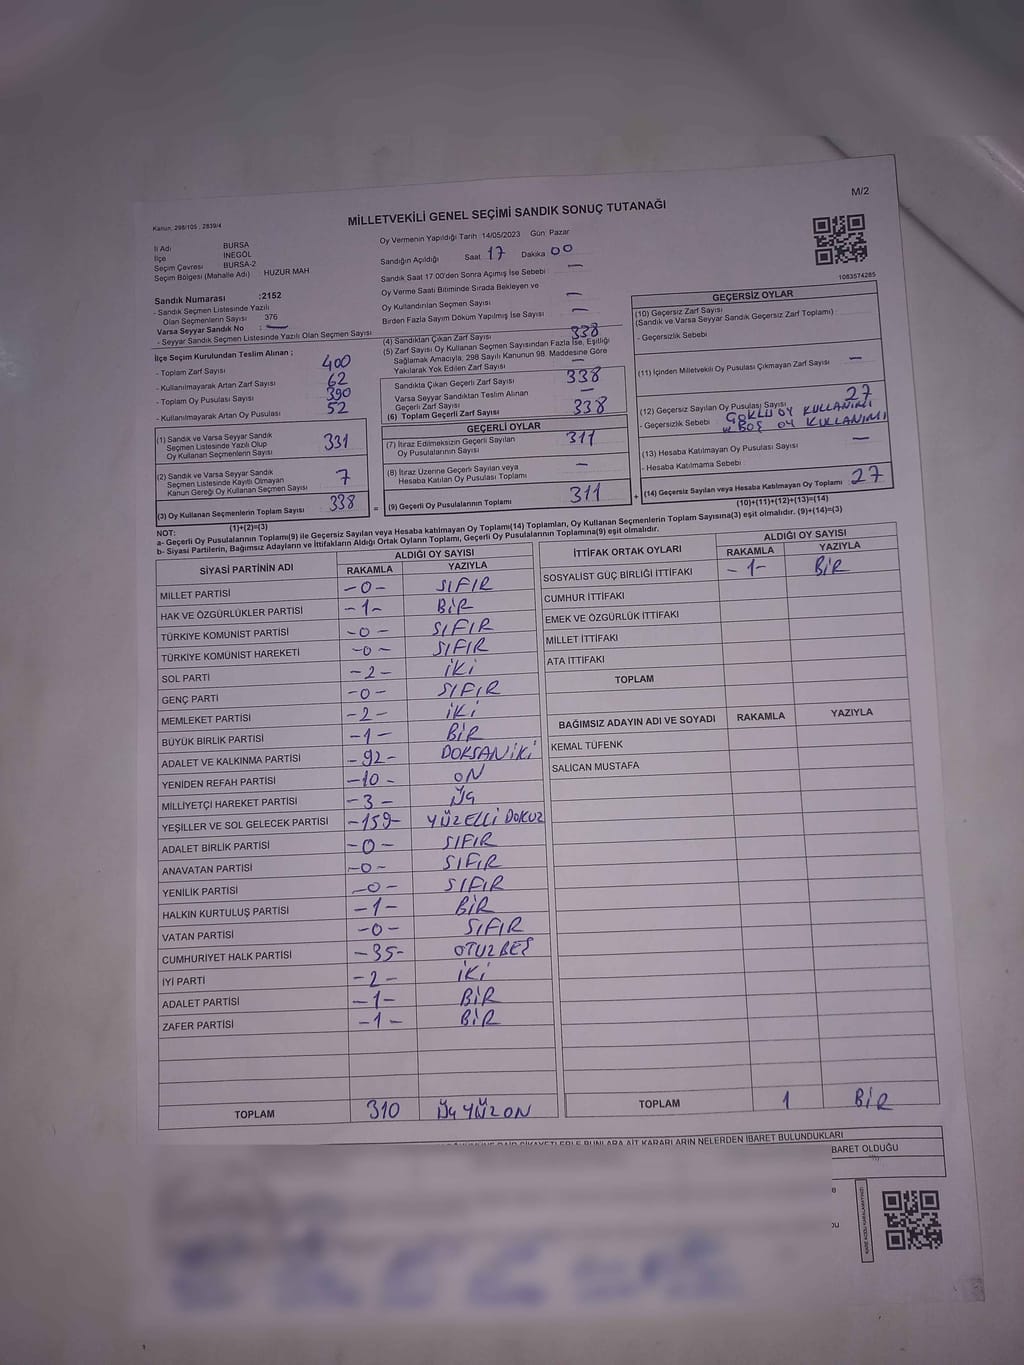 M/2
Kanun, 298/105 , 2839/4
MİLLETVEKİLİ GENEL SEÇİMİ SANDIK SONUÇ TUTANAĞI
İl Adı BURSA
İlçe İNEGÖL
Seçim Çevresi BURSA-2
Seçim Bölgesi (Mahalle Adı) : HUZUR MAH
Sandık Numarası :2152
- Sandık Seçmen Listesinde Yazılı
Olan Seçmenlerin Sayısı 376
Varsa Seyyar Sandık No : —
- Seyyar Sandık Seçmen Listesinde Yazılı Olan Seçmen Sayısı
Oy Vermenin Yapıldığı Tarih :14/05/2023 Gün: Pazar
Sandığın Açıldığı Saat 17 Dakika 00
Sandık Saat 17.00'den Sonra Açımış İse Sebebi —
Oy Verme Saati Bitiminde Sırada Bekleyen ve
Oy Kullandırılan Seçmen Sayısı —
Birden Fazla Sayım Döküm Yapılmış İse Sayısı —
1083574285
İlçe Seçim Kurulundan Teslim Alınan ;
- Toplam Zarf Sayısı 400
- Kullanılmayarak Artan Zarf Sayısı 62
- Toplam Oy Pusulası Sayısı 390
- Kullanılmayarak Artan Oy Pusulası 52
(1) Sandık ve Varsa Seyyar Sandık
Seçmen Listesinde Yazılı Olup
Oy Kullanan Seçmenlerin Sayısı 331
(2) Sandık ve Varsa Seyyar Sandık
Seçmen Listesinde Kayıtlı Olmayan
Kanun Gereği Oy Kullanan Seçmen Sayısı 7
(3) Oy Kullanan Seçmenlerin Toplam Sayısı 338
(1)+(2)=(3)
(4) Sandıktan Çıkan Zarf Sayısı 338
(5) Zarf Sayısı Oy Kullanan Seçmen Sayısından Fazla İse, Eşitliği
Sağlamak Amacıyla, 298 Sayılı Kanunun 98. Maddesine Göre
Yakılarak Yok Edilen Zarf Sayısı —
Sandıkta Çıkan Geçerli Zarf Sayısı 338
Varsa Seyyar Sandıktan Teslim Alınan
Geçerli Zarf Sayısı —
(6) Toplam Geçerli Zarf Sayısı 338
GEÇERLİ OYLAR
(7) İtiraz Edilmeksizin Geçerli Sayılan
Oy Pusulasının Sayısı 311
(8) İtiraz Üzerine Geçerli Sayılan veya
Hesaba Katılan Oy Pusulası Toplamı —
= (9) Geçerli Oy Pusulalarının Toplamı 311
GEÇERSİZ OYLAR
(10) Geçersiz Zarf Sayısı
(Sandık ve Varsa Seyyar Sandık Geçersiz Zarf Toplamı)
- Geçersizlik Sebebi
(11) İçinden Milletvekili Oy Pusulası Çıkmayan Zarf Sayısı —
(12) Geçersiz Sayılan Oy Pusulası Sayısı 27
- Geçersizlik Sebebi ÇOKLU OY KULLANIMI
BOŞ OY KULLANIMI
(13) Hesaba Katılmayan Oy Pusulası Sayısı —
- Hesaba Katılmama Sebebi
+ (14) Geçersiz Sayılan veya Hesaba Katılmayan Oy Toplamı 27
(10)+(11)+(12)+(13)=(14)
NOT:
a- Geçerli Oy Pusulalarının Toplamı(9) ile Geçersiz Sayılan veya Hesaba katılmayan Oy Toplamı(14) Toplamları, Oy Kullanan Seçmenlerin Toplam Sayısına(3) eşit olmalıdır. (9)+(14)=(3)
b- Siyasi Partilerin, Bağımsız Adayların ve İttifakların Aldığı Ortak Oyların Toplamı, Geçerli Oy Pusulalarının Toplamına(9) eşit olmalıdır.
SİYASİ PARTİNİN ADI ALDIĞI OY SAYISI
RAKAMLA YAZIYLA
MİLLET PARTİSİ -0- SIFIR
HAK VE ÖZGÜRLÜKLER PARTİSİ -1- BİR
TÜRKİYE KOMÜNİST PARTİSİ -0- SIFIR
TÜRKİYE KOMÜNİST HAREKETİ -0- SIFIR
SOL PARTİ -2- İKİ
GENÇ PARTİ -0- SIFIR
MEMLEKET PARTİSİ -2- İKİ
BÜYÜK BİRLİK PARTİSİ -1- BİR
ADALET VE KALKINMA PARTİSİ -92- DOKSANİKİ
YENİDEN REFAH PARTİSİ -10- ON
MİLLİYETÇİ HAREKET PARTİSİ -3- ÜÇ
YEŞİLLER VE SOL GELECEK PARTİSİ -159- YÜZELLİ DOKUZ
ADALET BİRLİK PARTİSİ -0- SIFIR
ANAVATAN PARTİSİ -0- SIFIR
YENİLİK PARTİSİ -0- SIFIR
HALKIN KURTULUŞ PARTİSİ -1- BİR
VATAN PARTİSİ -0- SIFIR
CUMHURİYET HALK PARTİSİ -35- OTUZBEŞ
İYİ PARTİ -2- İKİ
ADALET PARTİSİ -1- BİR
ZAFER PARTİSİ -1- BİR
TOPLAM 310 ÜÇ YÜZ ON
İTTİFAK ORTAK OYLARI ALDIĞI OY SAYISI
RAKAMLA YAZIYLA
SOSYALİST GÜÇ BİRLİĞİ İTTİFAKI -1- BİR
CUMHUR İTTİFAKI
EMEK VE ÖZGÜRLÜK İTTİFAKI
MİLLET İTTİFAKI
ATA İTTİFAKI
TOPLAM
BAĞIMSIZ ADAYIN ADI VE SOYADI RAKAMLA YAZIYLA
KEMAL TÜFENK
SALİCAN MUSTAFA
TOPLAM 1 BİR
ŞİKAYETLERLE BUNLARA AİT KARARLARIN NELERDEN İBARET BULUNDUKLARI
BARET OLDUĞU